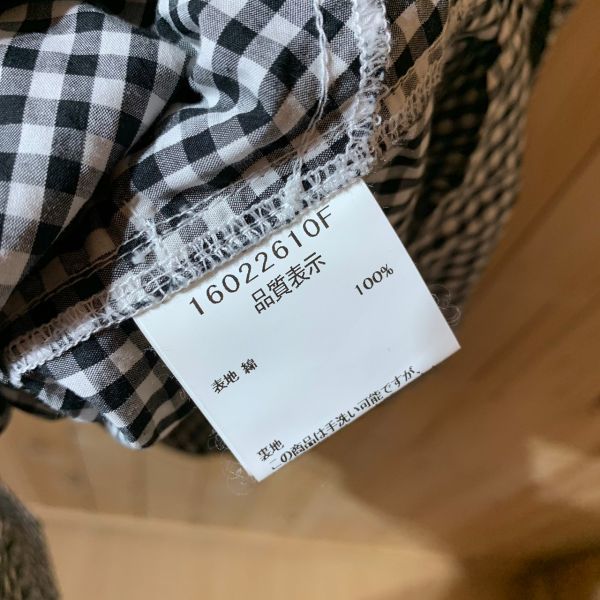 16022610F
品質表示
表地 綿 100%
裏地
この商品は手洗い可能ですが、